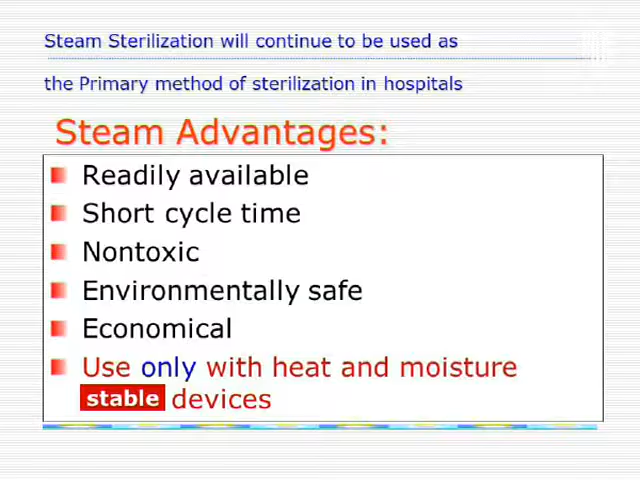 Steam Sterilization will continue to be used as
the Primary method of sterilization in hospitals
Steam Advantages:
Readily available
Short cycle time
Nontoxic
Environmentally safe
Economical
Use only with heat and moisture
stable devices